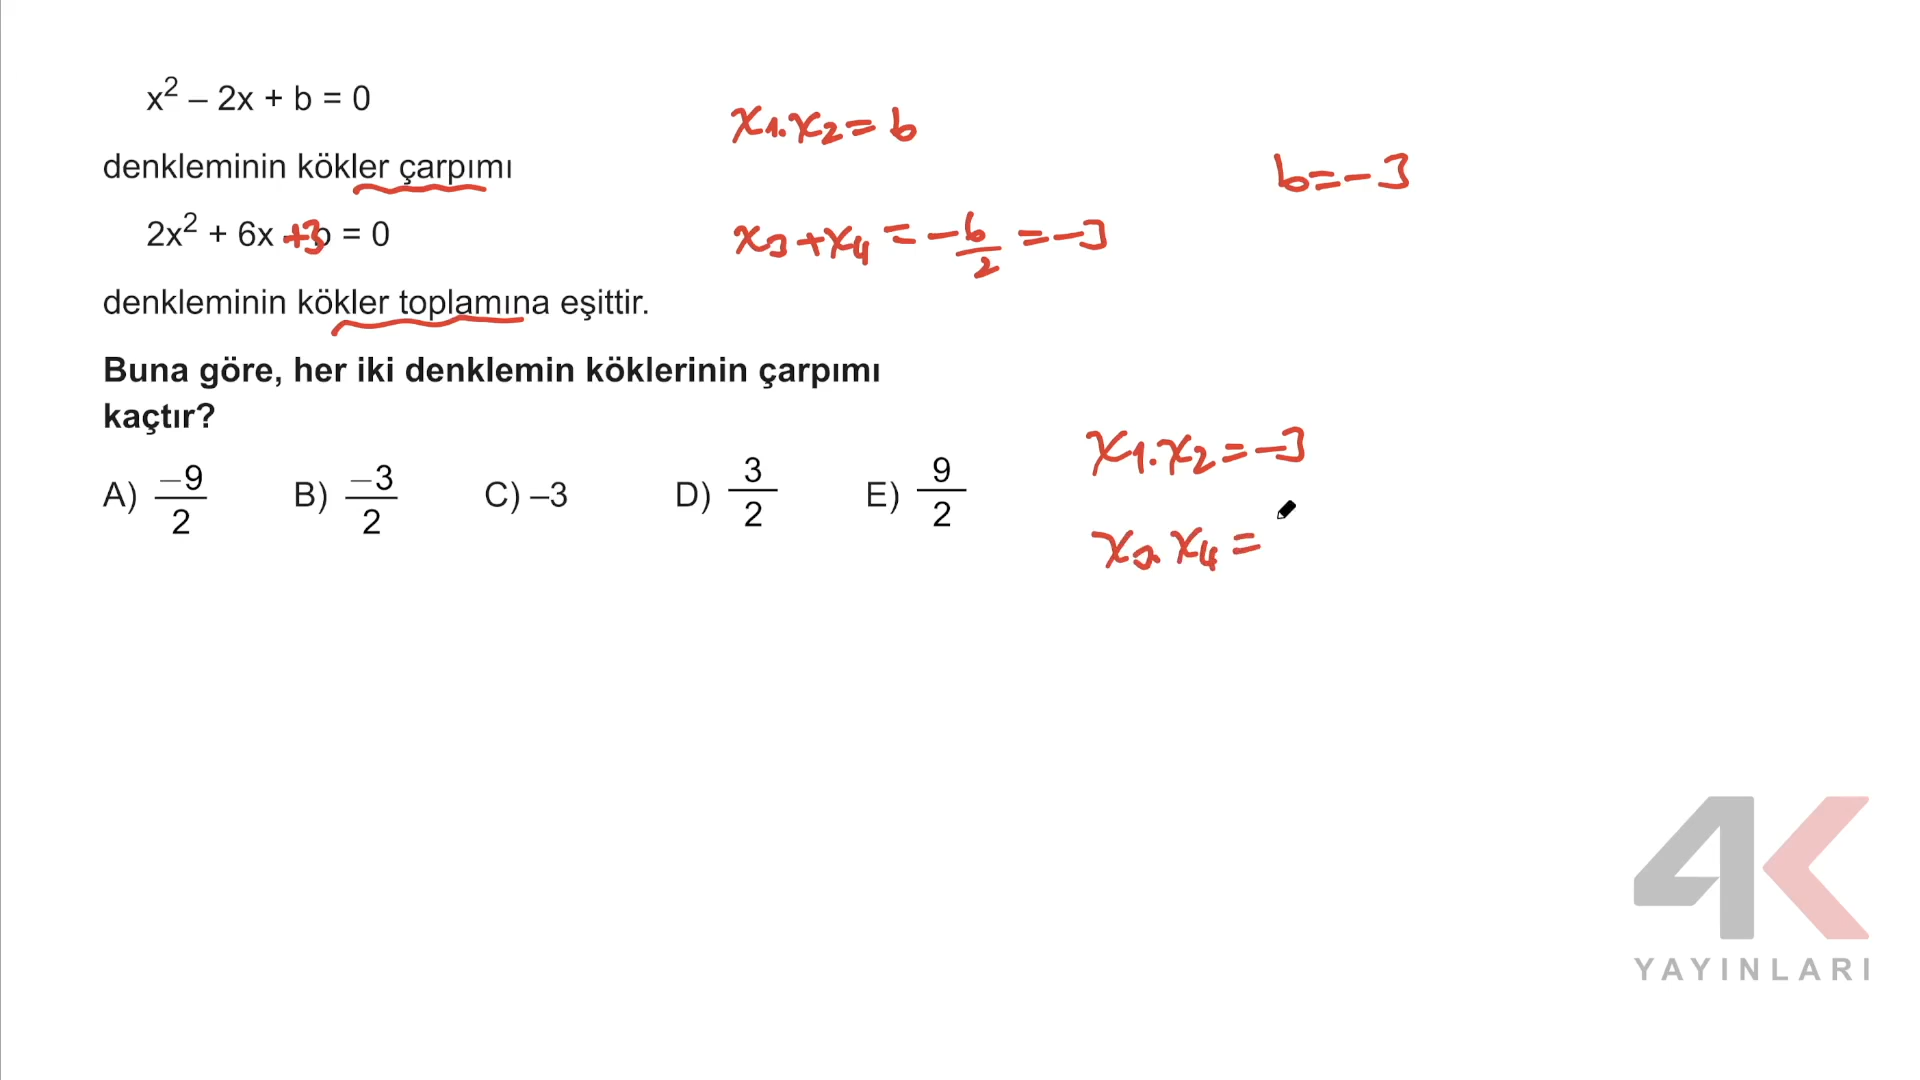 x² – 2x + b = 0
denkleminin kökler çarpımı
2x² + 6x +3 = 0
denkleminin kökler toplamına eşittir.
Buna göre, her iki denklemin köklerinin çarpımı
kaçtır?
A) –9/2 B) –3/2 C) –3 D) 3/2 E) 9/2
x₁.x₂ = b
x₃ + x₄ = -6/2 = -3
b = -3
x₁.x₂ = -3
x₃.x₄ =
4K
YAYINLARI